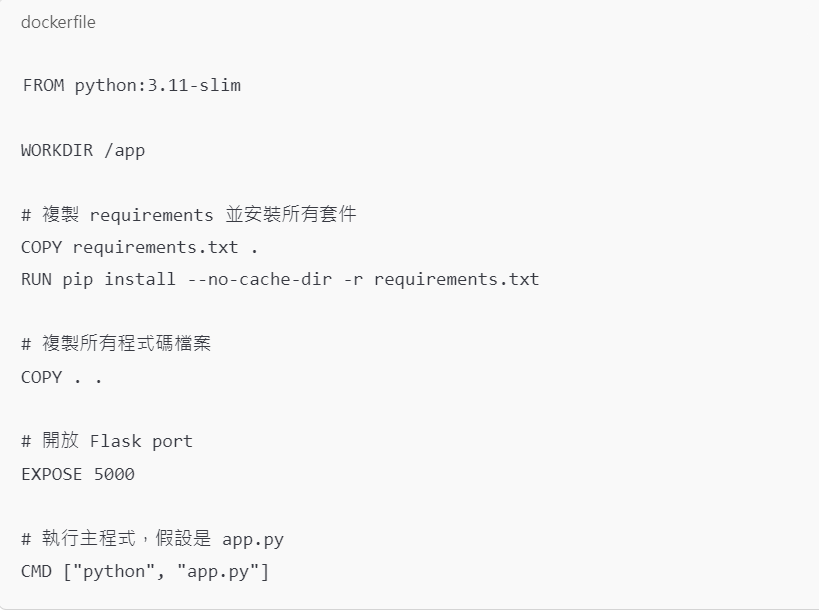 dockerfile
FROM python:3.11-slim
WORKDIR /app
# 複製 requirements 並安裝所有套件
COPY requirements.txt .
RUN pip install --no-cache-dir -r requirements.txt
# 複製所有程式碼檔案
COPY . .
# 開放 Flask port
EXPOSE 5000
# 執行主程式，假設是 app.py
CMD ["python", "app.py"]